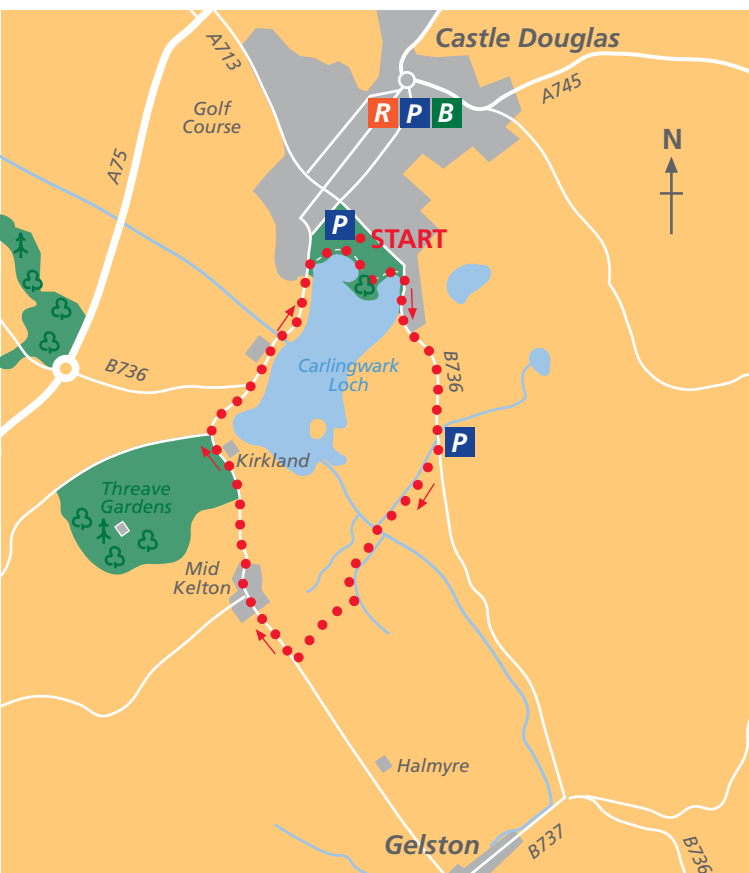 Castle Douglas
A713
A745
Golf
Course
R P B
N
A75
P
START
Carlingwark
Loch
B736
B736
P
Kirkland
Threave
Gardens
Mid
Kelton
Halmyre
Gelston
B737
B736